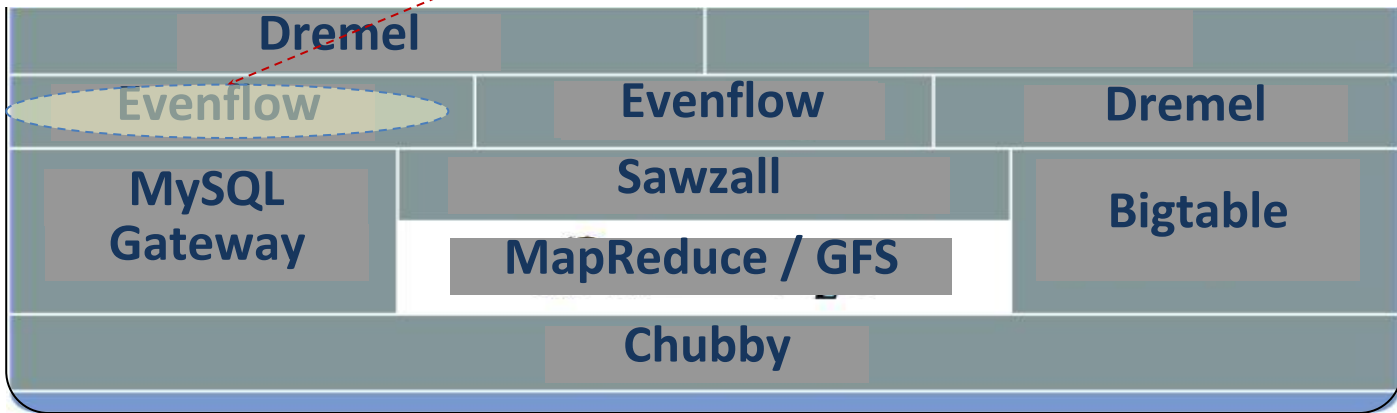 Dremel
Evenflow
Evenflow
Dremel
MySQL
Gateway
Sawzall
Bigtable
MapReduce / GFS
Chubby